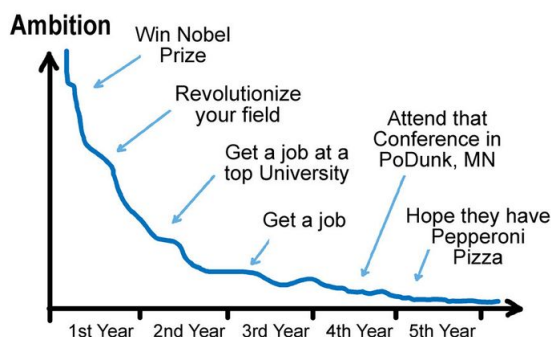 Ambition
Win Nobel
Prize
Revolutionize
your field
Get a job at a
top University
Get a job
Attend that
Conference in
PoDunk, MN
Hope they have
Pepperoni
Pizza
1st Year
2nd Year
3rd Year
4th Year
5th Year